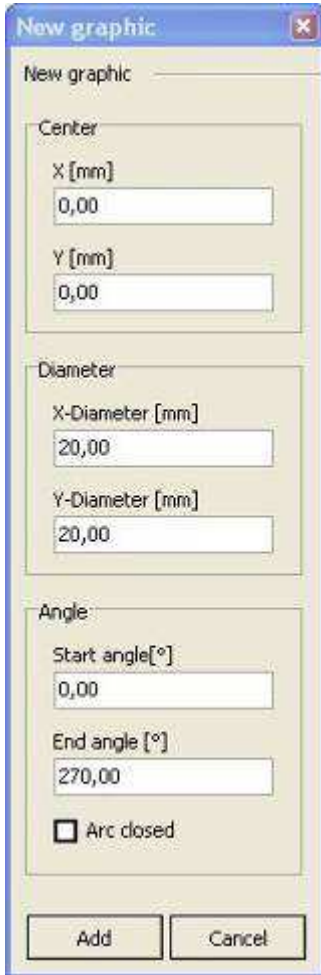 New graphic
New graphic
Center
X [mm]
0,00
Y [mm]
0,00
Diameter
X-Diameter [mm]
20,00
Y-Diameter [mm]
20,00
Angle
Start angle[°]
0,00
End angle [°]
270,00
Arc closed
Add Cancel